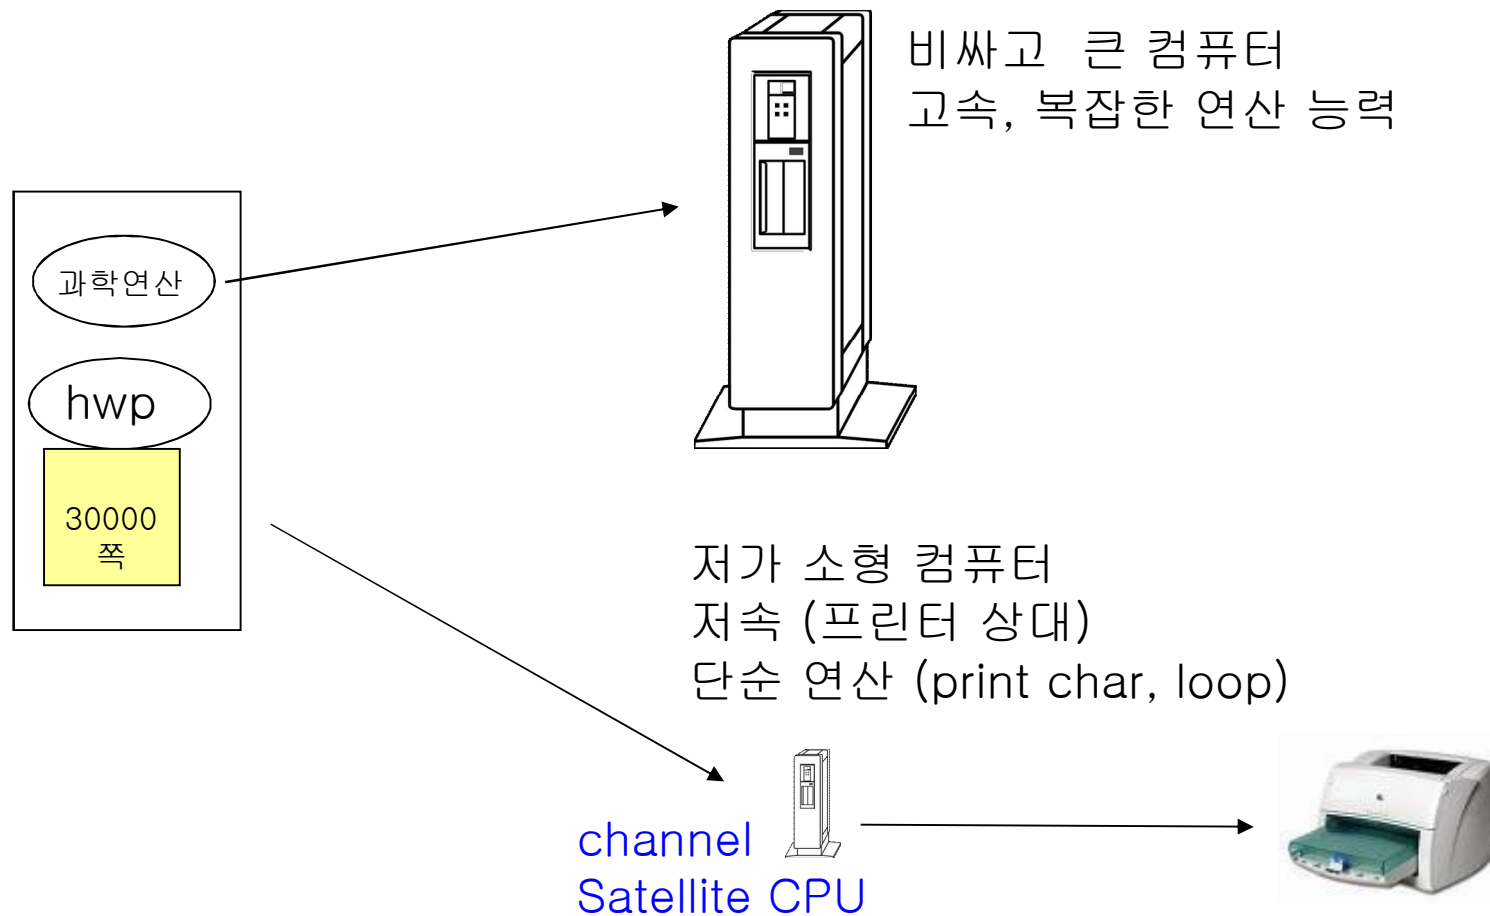 비싸고 큰 컴퓨터
고속, 복잡한 연산 능력
과학연산
hwp
30000
쪽
저가 소형 컴퓨터
저속 (프린터 상대)
단순 연산 (print char, loop)
channel
Satellite CPU